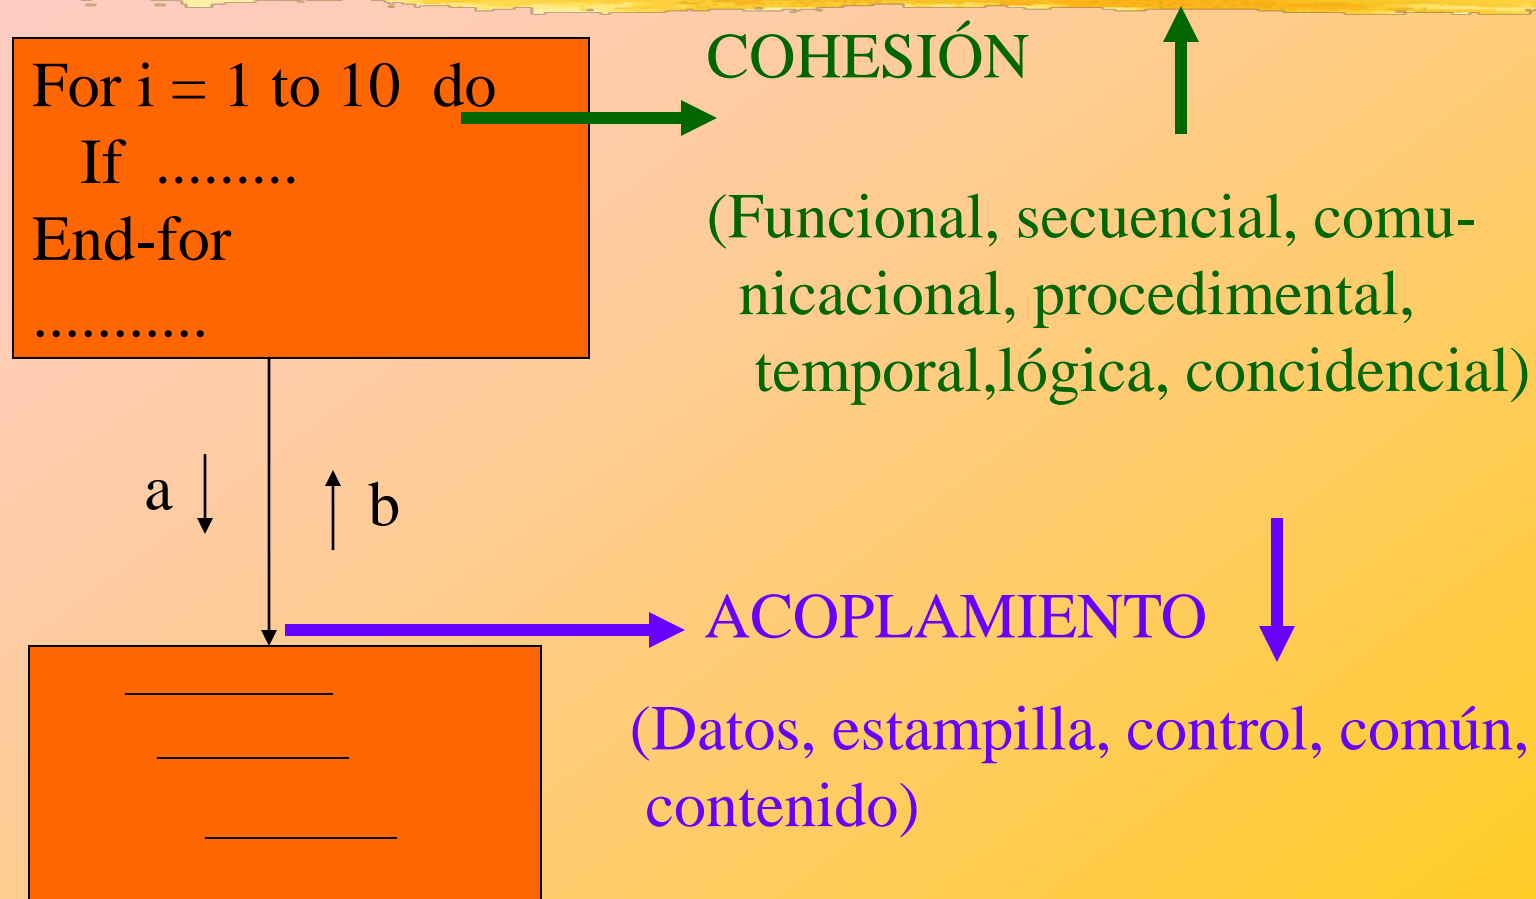 For i = 1 to 10 do
If .........
End-for
...........
COHESIÓN
(Funcional, secuencial, comu-
nicacional, procedimental,
temporal,lógica, concidencial)
a
b
ACOPLAMIENTO
(Datos, estampilla, control, común,
contenido)